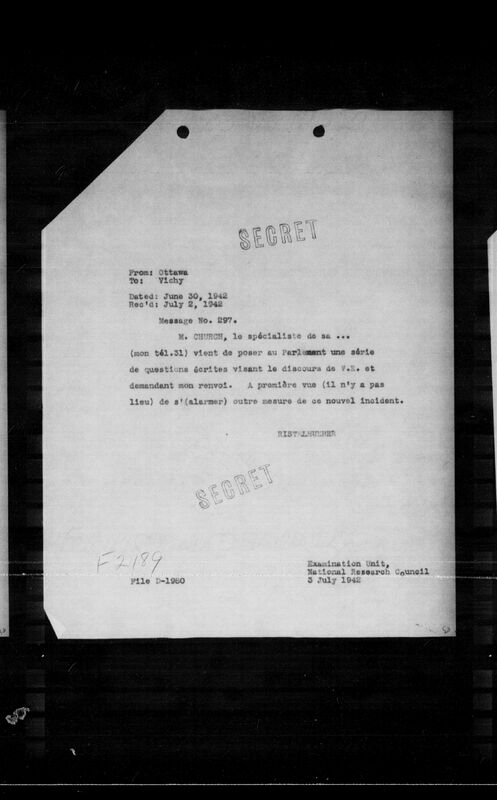 SECRET
From: Ottawa
To: Vichy
Dated: June 30, 1942
Rec'd: July 2, 1942
Message No. 297.
M. CHURCH, le spécialiste de sa ...
(mon tél.31) vient de poser au Parlement une série
de questions écrites visant le discours de W.K. et
demandant mon renvoi. A première vue (il n'y a pas
lieu) de s'(alarmer) outre mesure de ce nouvel incident.
RISTELHUEBER
SECRET
F2189
File D-1980
Examination Unit,
National Research Council
3 July 1942